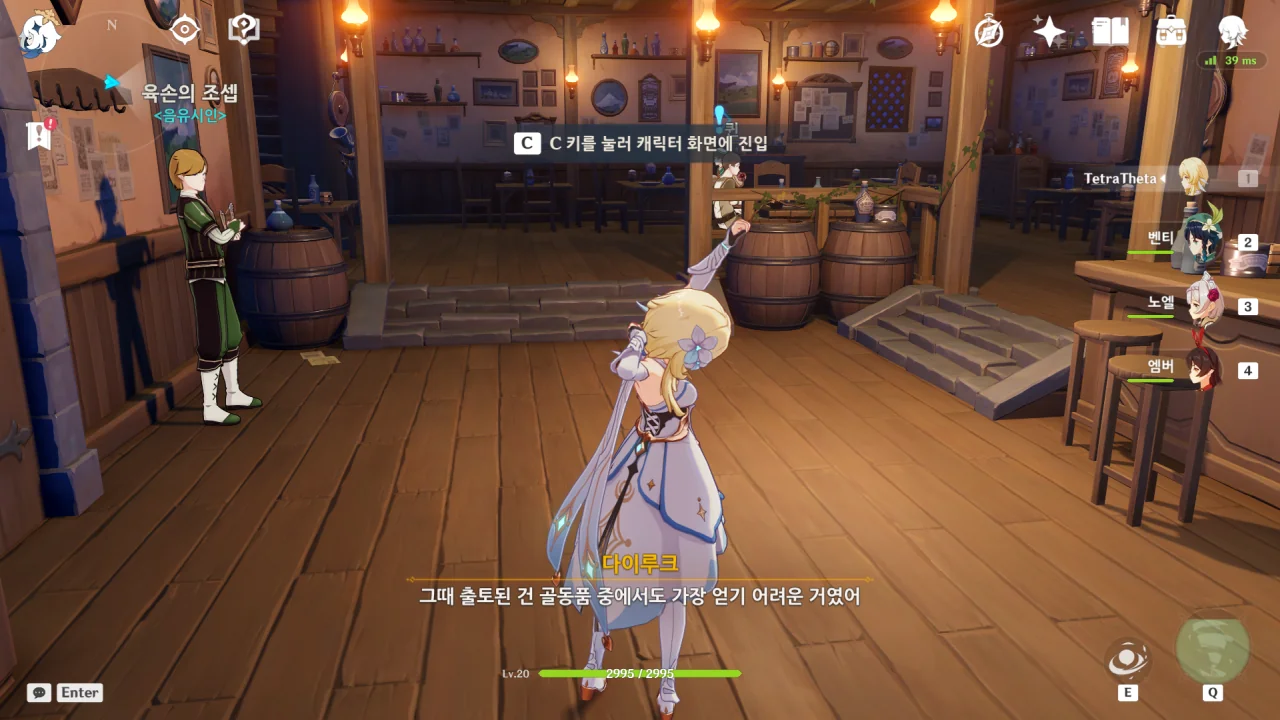 N
39 ms
육손의 조셉
<음유시인>
C C 키를 눌러 캐릭터 화면에 진입
TetraTheta
1
벤티
2
노엘
3
엠버
4
다이루크
그때 출토된 건 골동품 중에서도 가장 얻기 어려운 거였어
Lv.20
2995 / 2995
Enter
E
Q